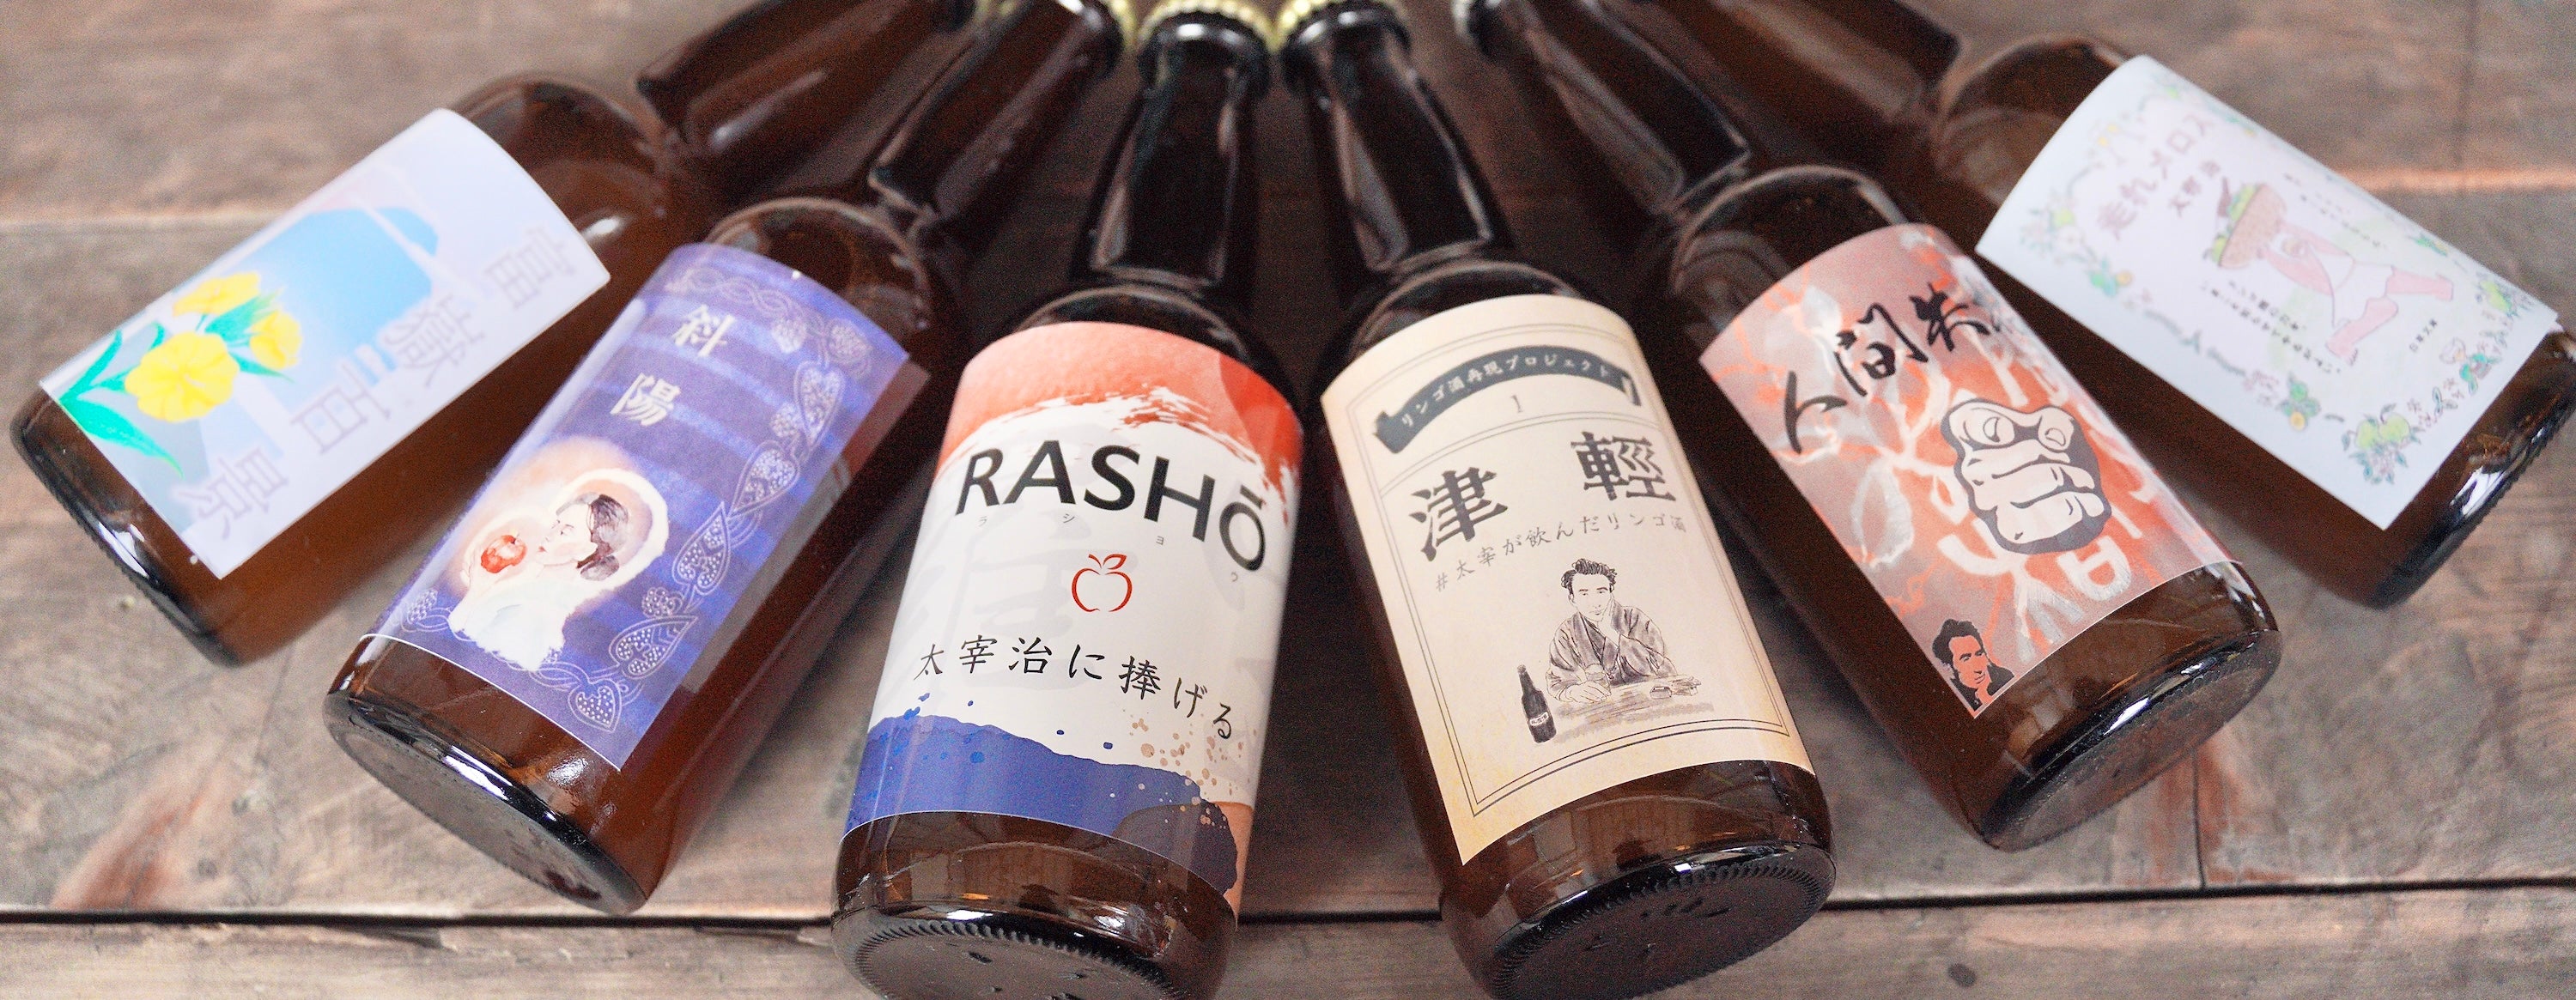 富嶽百景
斜陽
RASHŌ
ラショウ
太宰治に捧げる
リンゴ酒再現プロジェクト
1
津輕
#太宰が飲んだリンゴ酒
人間失
走れメロス
太宰治